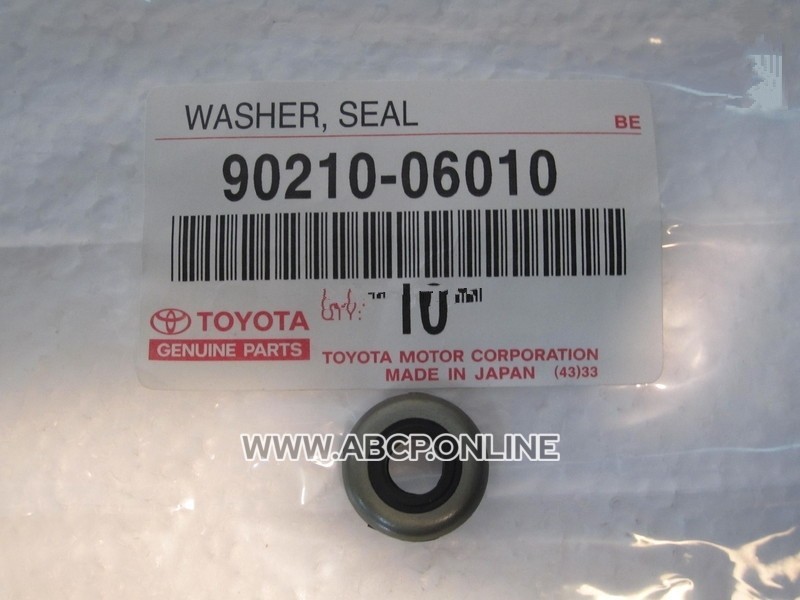 WASHER, SEAL
BE
90210-06010
10
TOYOTA
GENUINE PARTS
TOYOTA MOTOR CORPORATION
MADE IN JAPAN (43)33
WWW.ABCP.ONLINE